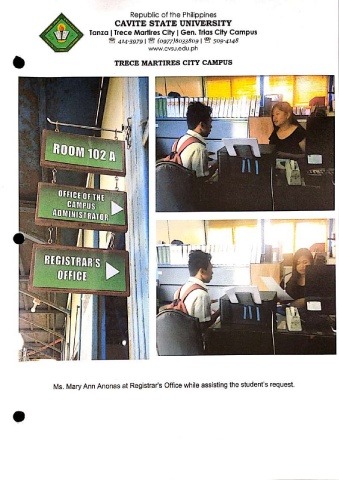 Republic of the Philippines
CAVITE STATE UNIVERSITY
Tanza | Trece Martires City | Gen. Trias City Campus
☏ 414-3979 | ☏ (0977)8033809 | ☏ 509-4148
www.cvsu.edu.ph
TRECE MARTIRES CITY CAMPUS
ROOM 102 A
OFFICE OF THE
CAMPUS
ADMINISTRATOR
REGISTRAR'S
OFFICE
Ms. Mary Ann Anonas at Registrar's Office while assisting the student's request.